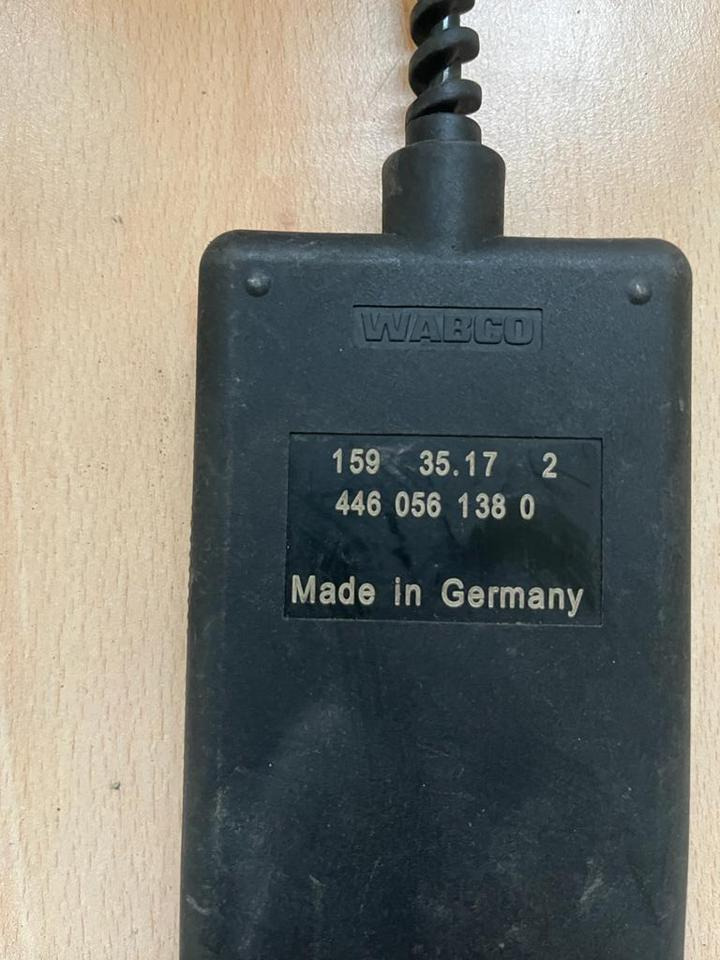 WABCO
159 35.17 2
446 056 138 0
Made in Germany